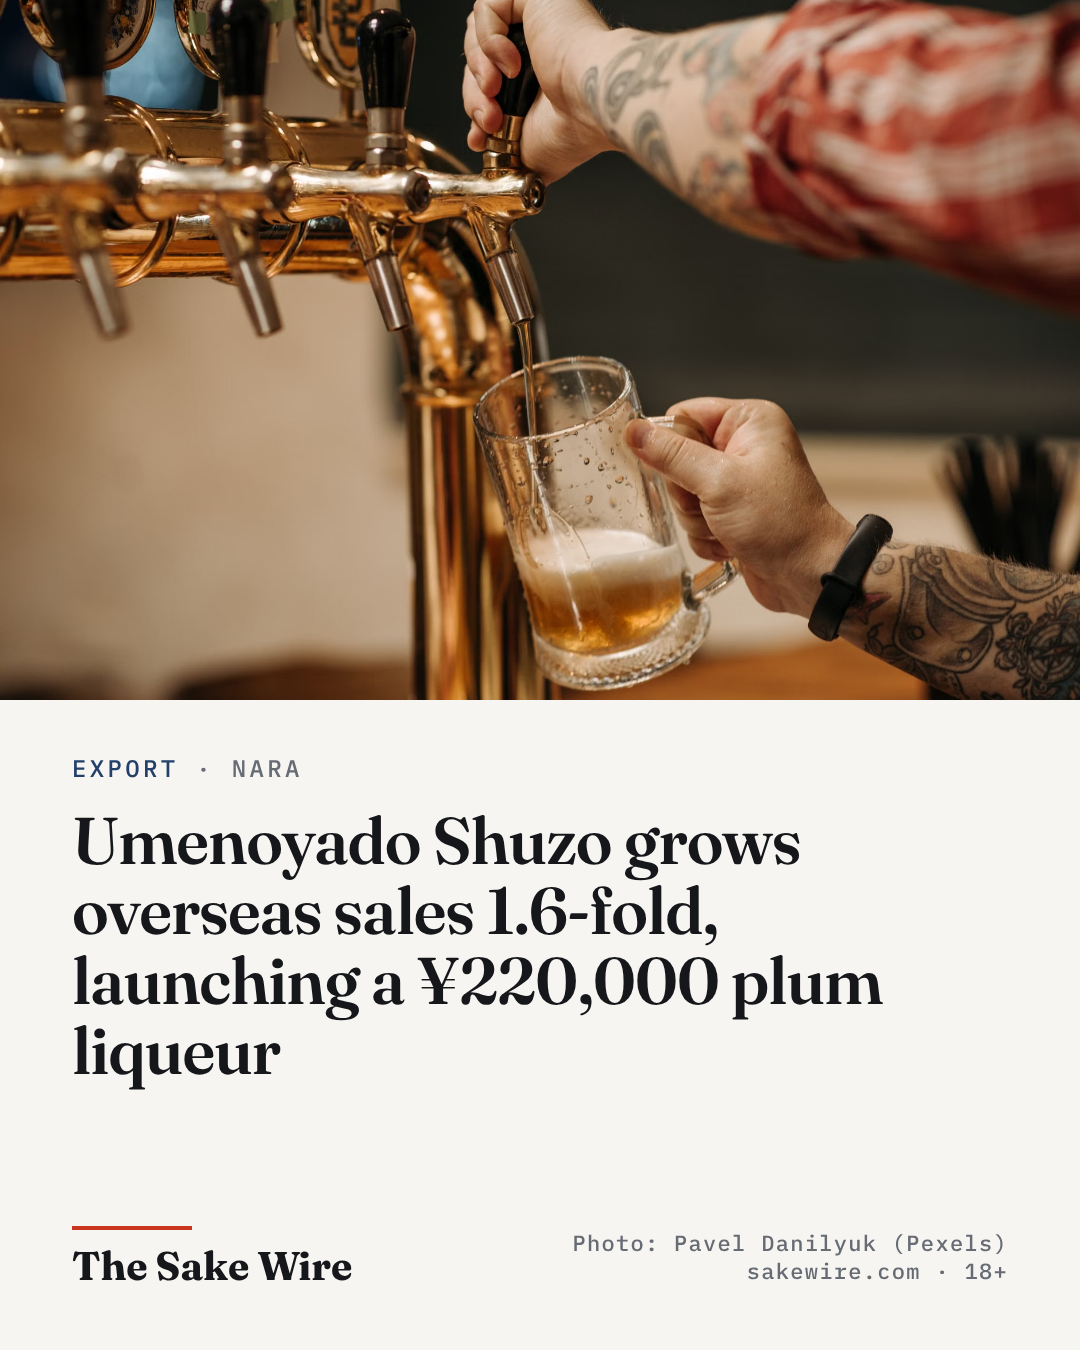 EXPORT · NARA
Umenoyado Shuzo grows
overseas sales 1.6-fold,
launching a ¥220,000 plum
liqueur
The Sake Wire
Photo: Pavel Danilyuk (Pexels)
sakewire.com · 18+